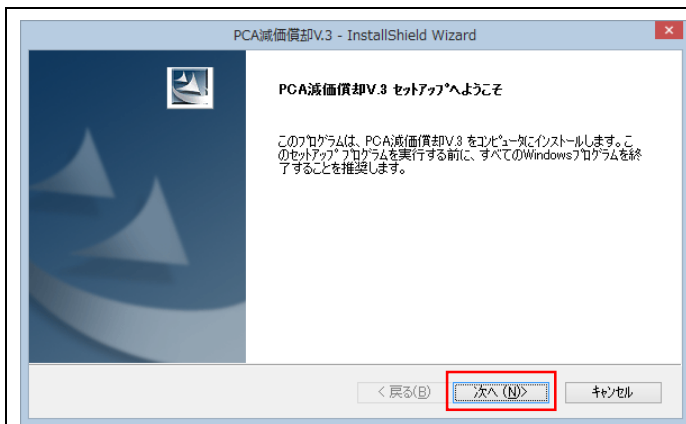 PCA減価償却V.3 - InstallShield Wizard
×
PCA減価償却V.3 セットアップへようこそ
このプログラムは、PCA減価償却V.3 をコンピュータにインストールします。こ
のセットアップ プログラムを実行する前に、すべてのWindowsプログラムを終
了することを推奨します。
< 戻る(B) 次へ (N)> キャンセル